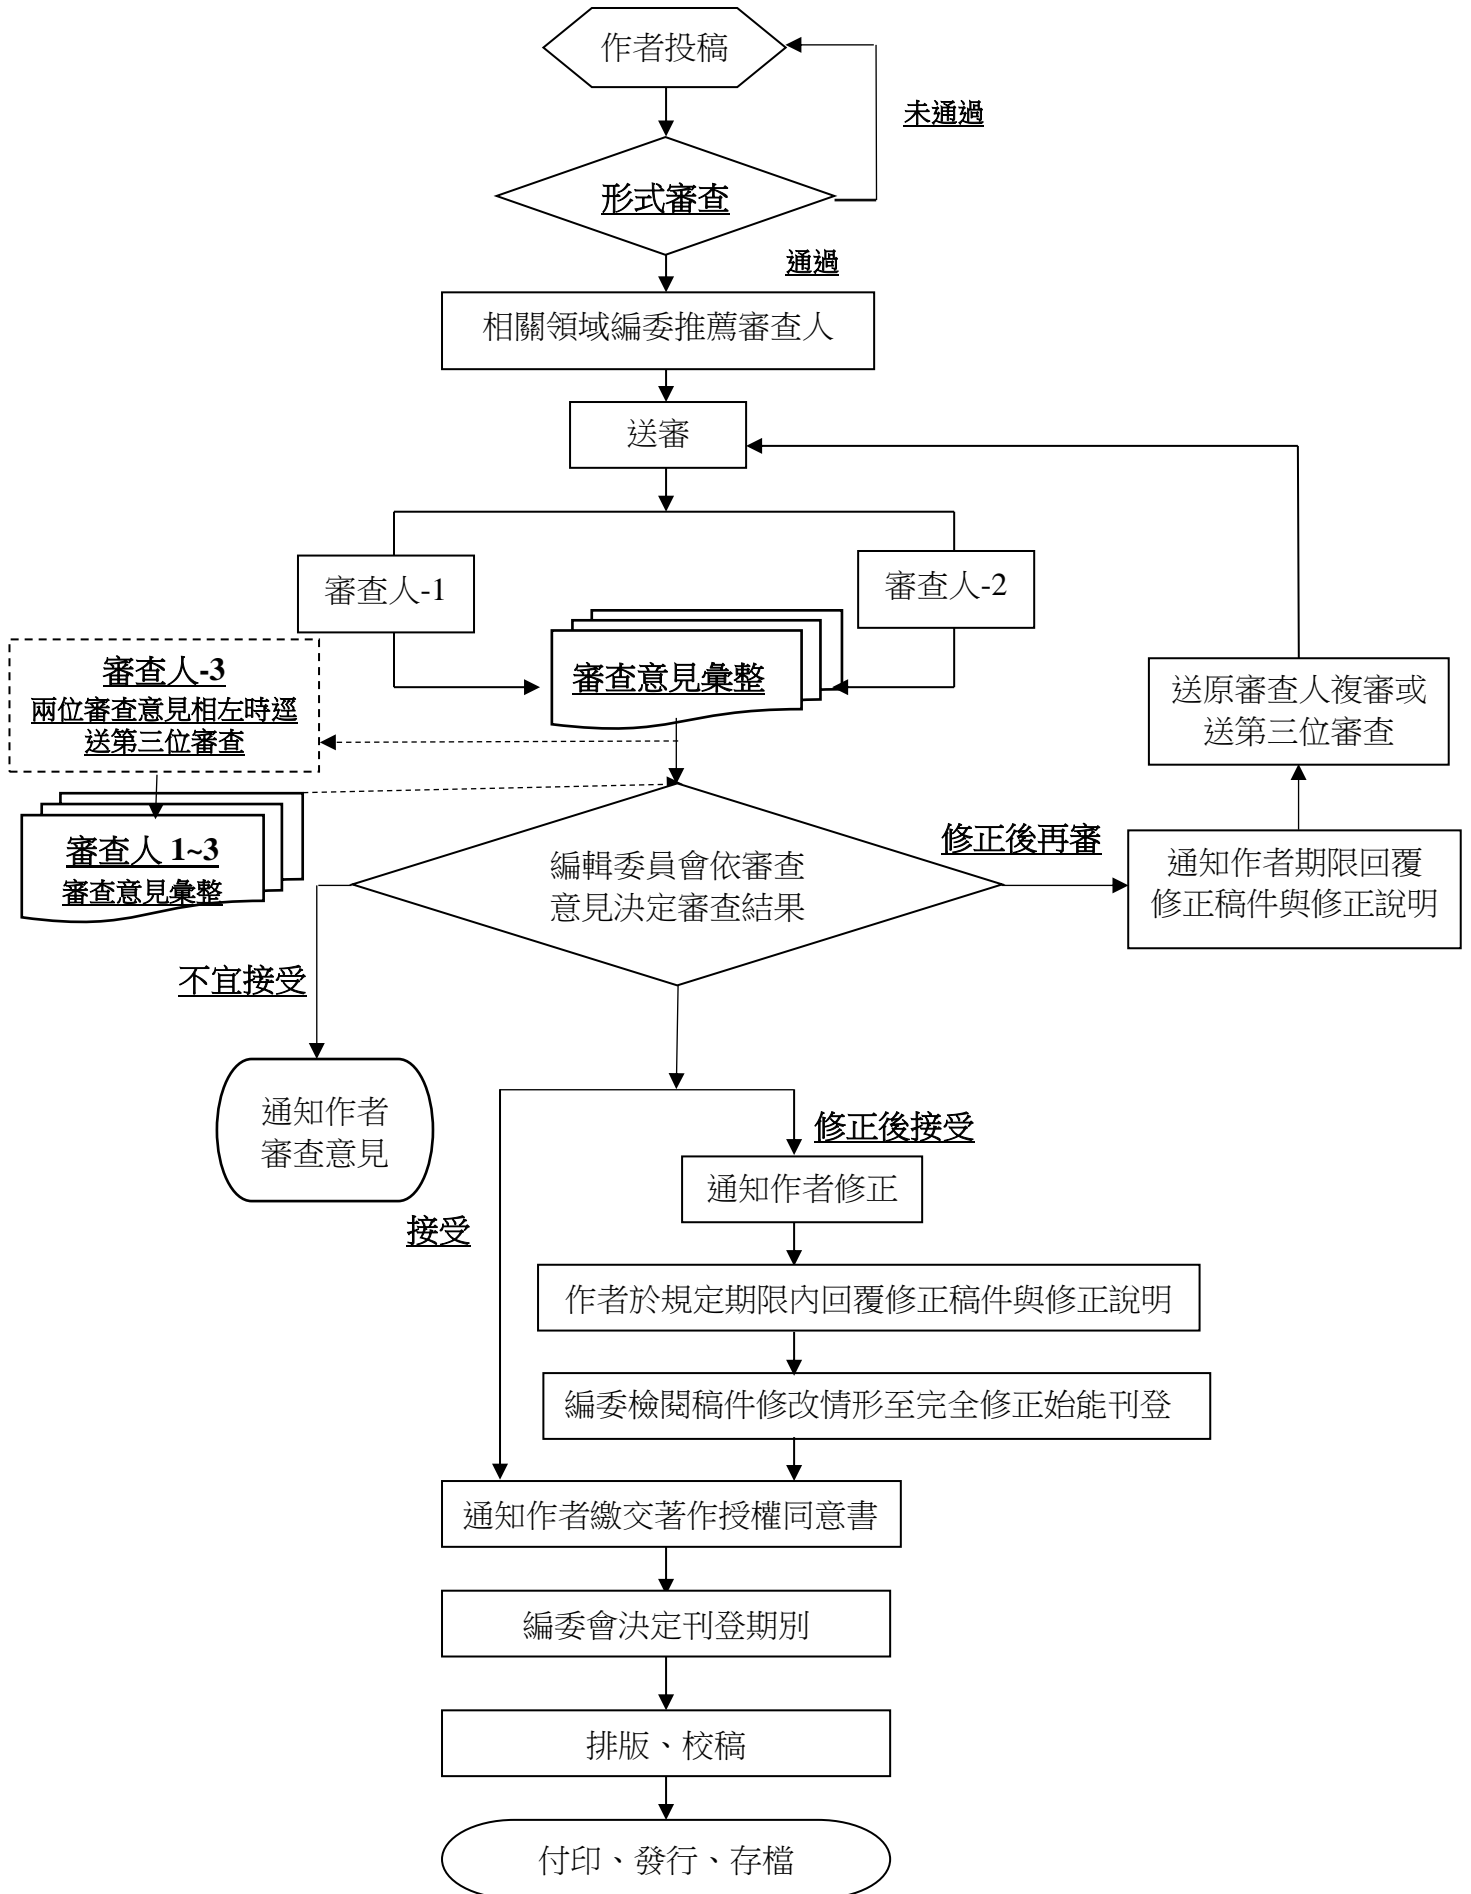 作者投稿
未通過
形式審查
通過
相關領域編委推薦審查人
送審
審查人-1
審查人-2
審查意見彙整
審查人-3
兩位審查意見相左時逕
送第三位審查
送原審查人複審或
送第三位審查
審查人 1~3
審查意見彙整
編輯委員會依審查
意見決定審查結果
修正後再審
通知作者期限回覆
修正稿件與修正說明
不宜接受
通知作者
審查意見
修正後接受
通知作者修正
接受
作者於規定期限內回覆修正稿件與修正說明
編委檢閱稿件修改情形至完全修正始能刊登
通知作者繳交著作授權同意書
編委會決定刊登期別
排版、校稿
付印、發行、存檔